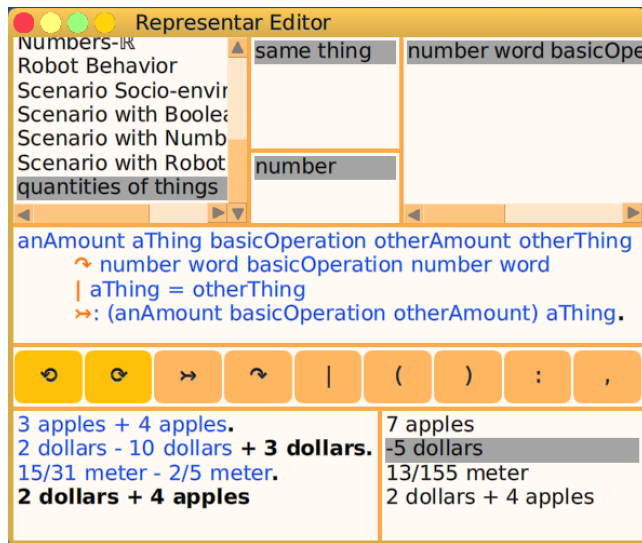 Representar Editor
Numbers-ℝ
Robot Behavior
Scenario Socio-envir
Scenario with Boolea
Scenario with Numb
Scenario with Robot
quantities of things
same thing
number
number word basicOpe
anAmount aThing basicOperation otherAmount otherThing
↷ number word basicOperation number word
| aThing = otherThing
↣: (anAmount basicOperation otherAmount) aThing.
⟲ ⟳ ↣ ↷ | ( ) : ,
3 apples + 4 apples.
2 dollars - 10 dollars + 3 dollars.
15/31 meter - 2/5 meter.
2 dollars + 4 apples
7 apples
-5 dollars
13/155 meter
2 dollars + 4 apples